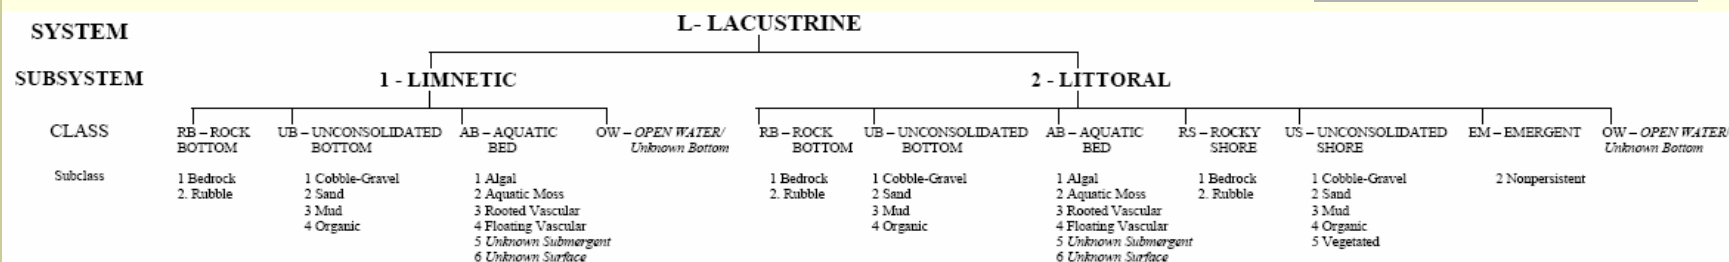 SYSTEM
L- LACUSTRINE
SUBSYSTEM
1 - LIMNETIC
2 - LITTORAL
CLASS
RB – ROCK
BOTTOM
UB – UNCONSOLIDATED
BOTTOM
AB – AQUATIC
BED
OW – OPEN WATER/
Unknown Bottom
RB – ROCK
BOTTOM
UB – UNCONSOLIDATED
BOTTOM
AB – AQUATIC
BED
RS – ROCKY
SHORE
US – UNCONSOLIDATED
SHORE
EM – EMERGENT
OW – OPEN WATER/
Unknown Bottom
Subclass
1 Bedrock
2. Rubble
1 Cobble-Gravel
2 Sand
3 Mud
4 Organic
1 Algal
2 Aquatic Moss
3 Rooted Vascular
4 Floating Vascular
5 Unknown Submergent
6 Unknown Surface
1 Bedrock
2. Rubble
1 Cobble-Gravel
2 Sand
3 Mud
4 Organic
1 Algal
2 Aquatic Moss
3 Rooted Vascular
4 Floating Vascular
5 Unknown Submergent
6 Unknown Surface
1 Bedrock
2. Rubble
1 Cobble-Gravel
2 Sand
3 Mud
4 Organic
5 Vegetated
2 Nonpersistent